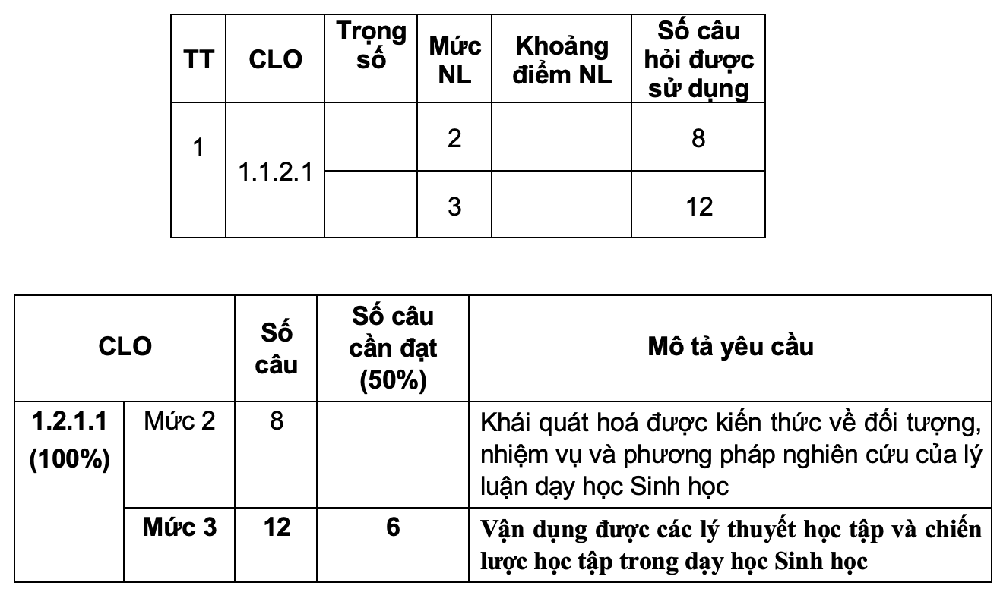 TT
CLO
Trọng
số
Mức
NL
Khoảng
điểm NL
Số câu
hỏi được
sử dụng
1
1.1.2.1
2
8
3
12
CLO
Số
câu
Số câu
cần đạt
(50%)
Mô tả yêu cầu
1.2.1.1
(100%)
Mức 2
8
Khái quát hoá được kiến thức về đối tượng,
nhiệm vụ và phương pháp nghiên cứu của lý
luận dạy học Sinh học
Mức 3
12
6
Vận dụng được các lý thuyết học tập và chiến
lược học tập trong dạy học Sinh học